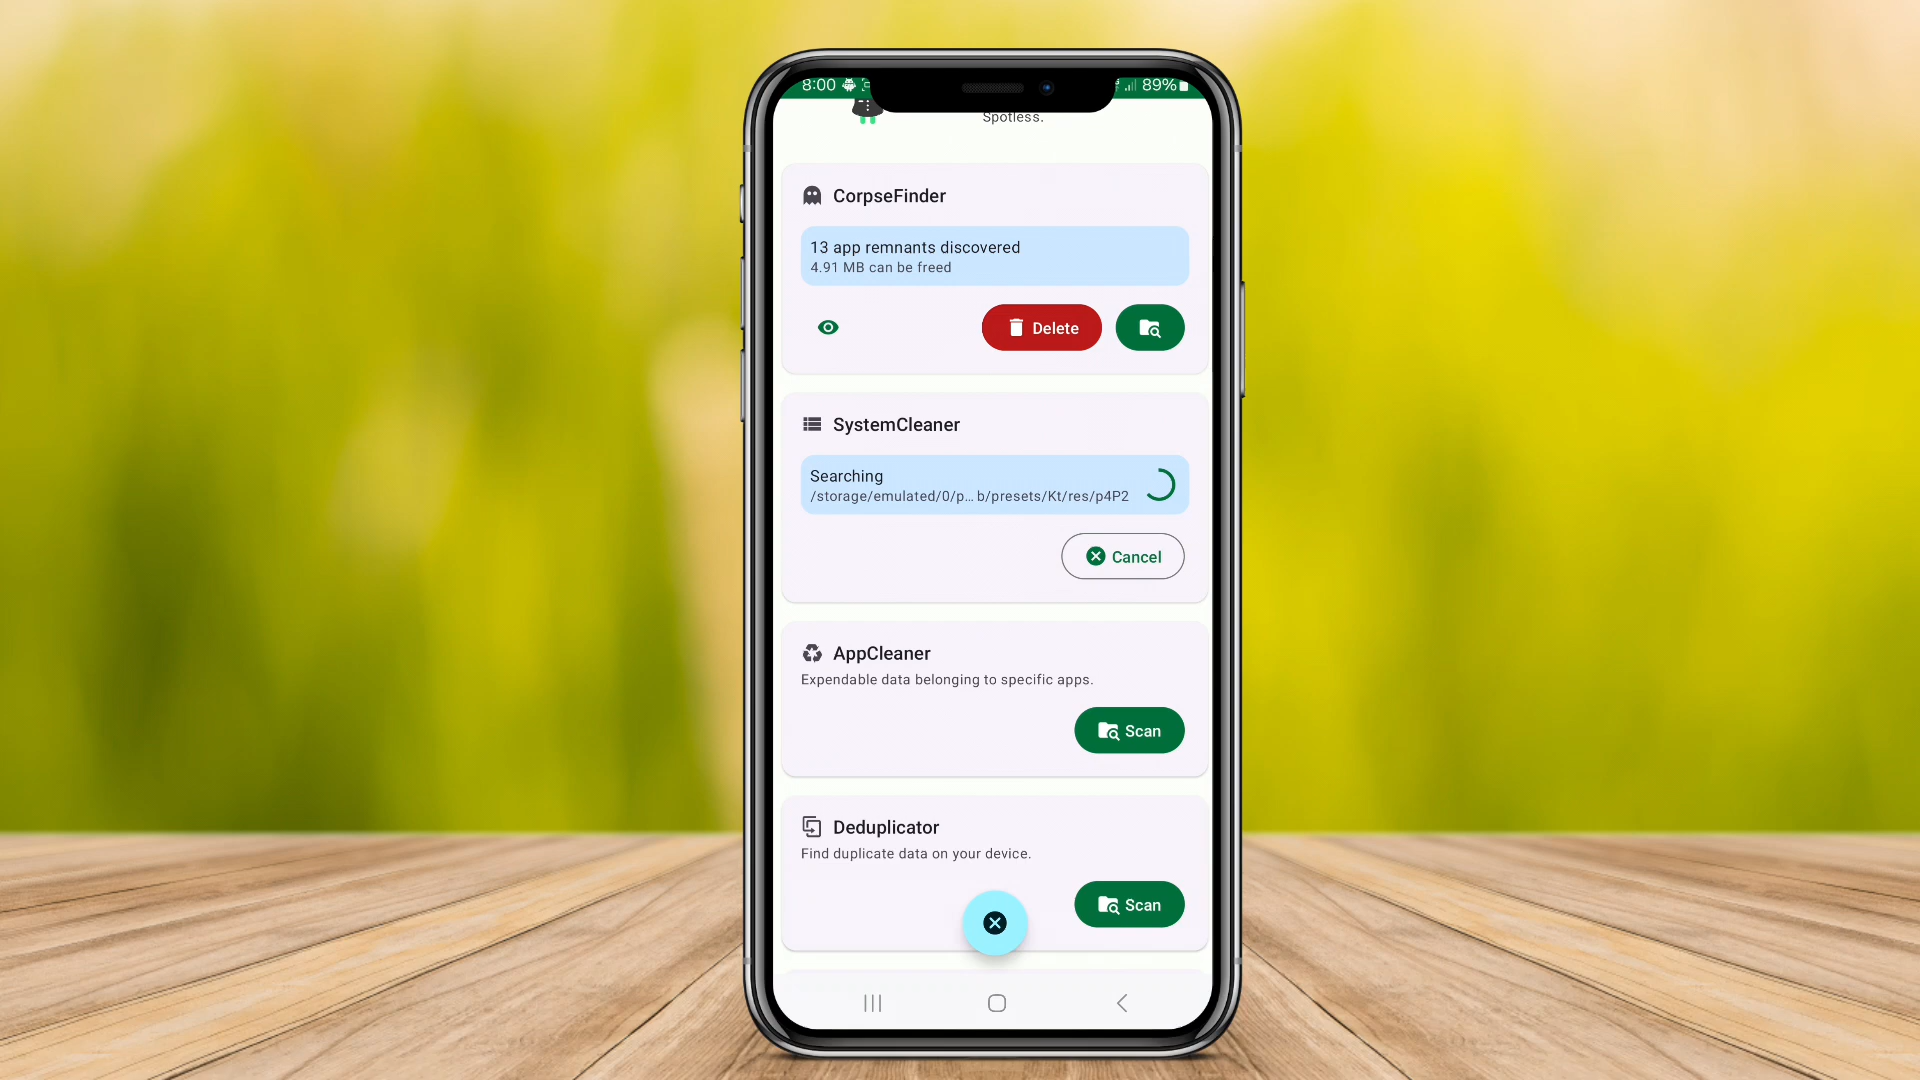 8:00
89%
Spotless.
CorpseFinder
13 app remnants discovered
4.91 MB can be freed
Delete
SystemCleaner
Searching
/storage/emulated/0/p... b/presets/Kt/res/p4P2
Cancel
AppCleaner
Expendable data belonging to specific apps.
Scan
Deduplicator
Find duplicate data on your device.
Scan